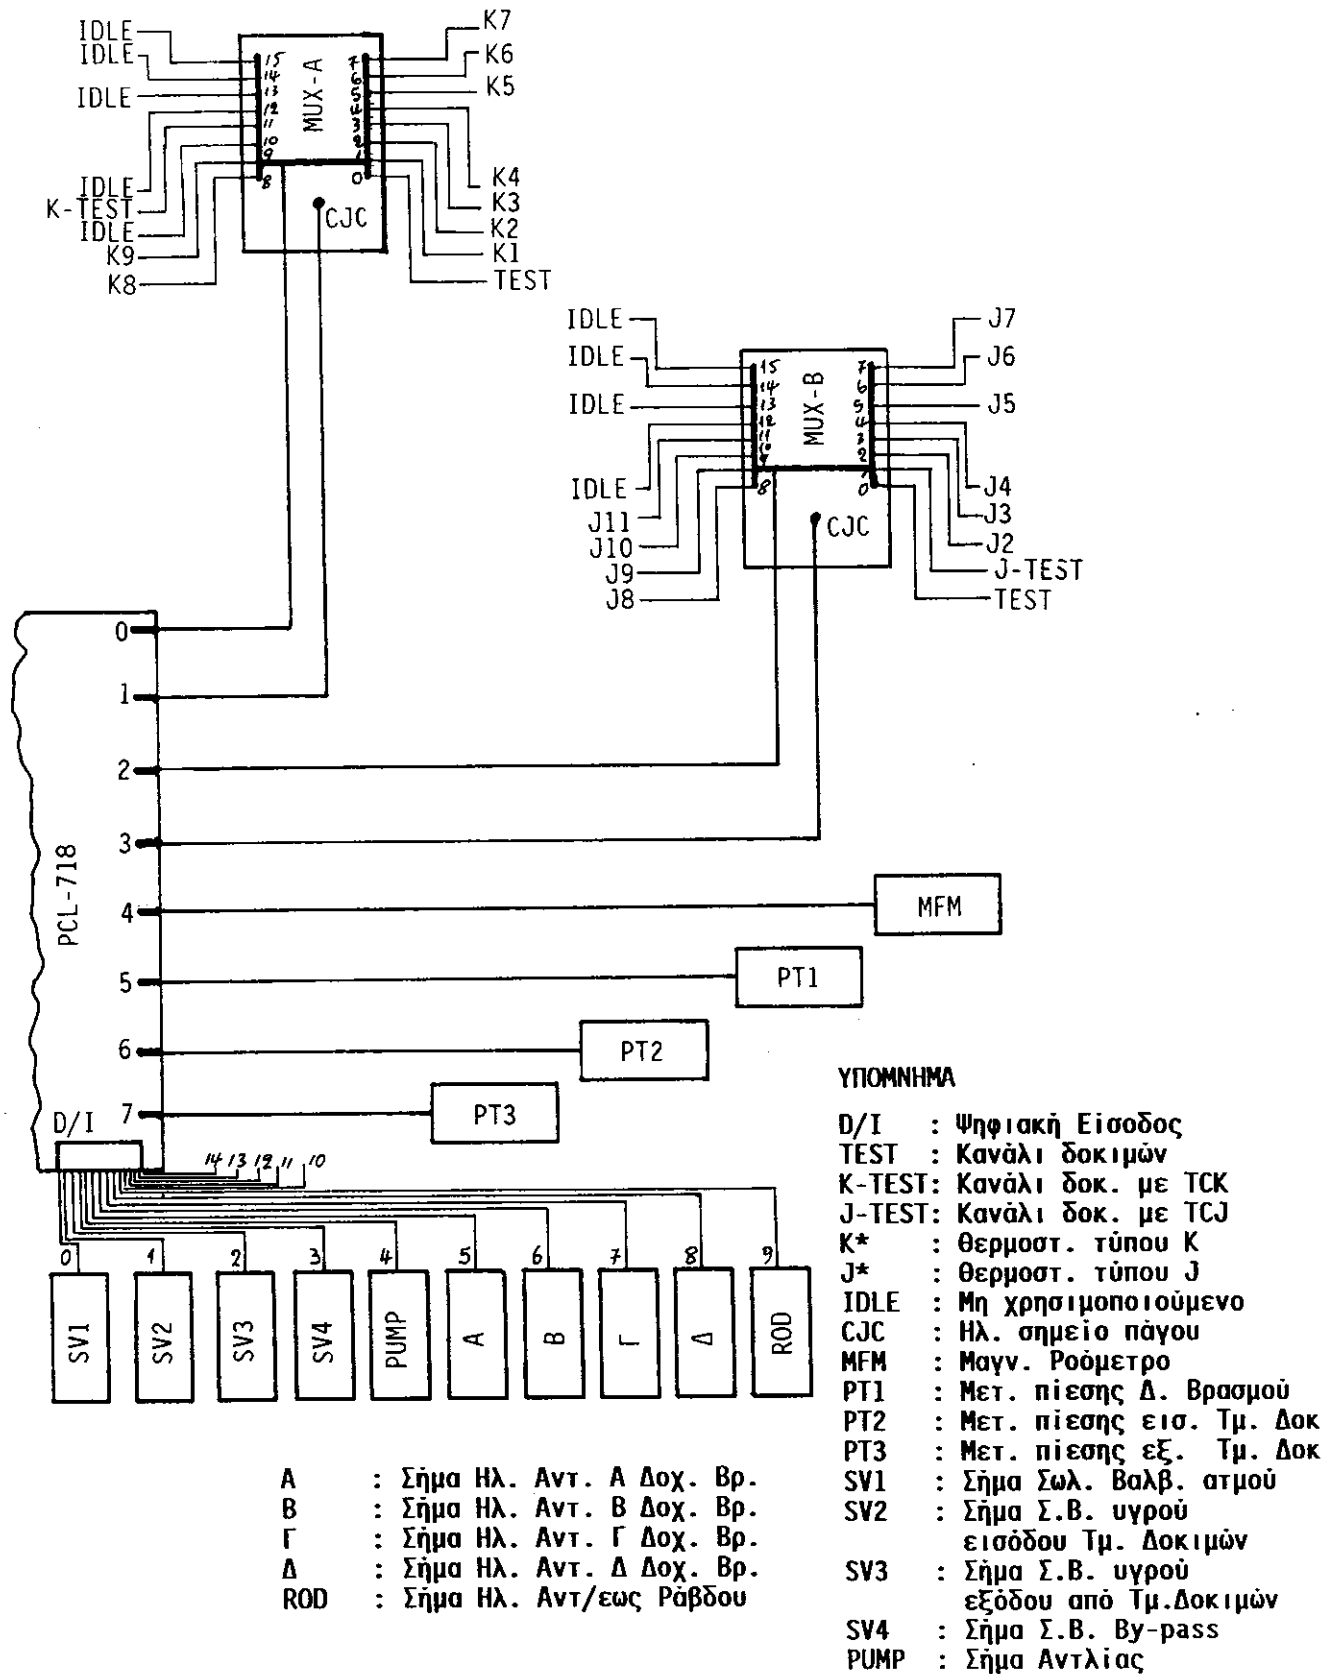 IDLE
IDLE
IDLE
IDLE
K-TEST
IDLE
K9
K8
15
14
13
12
11
10
9
8
MUX-A
7
6
5
4
3
2
1
0
CJC
K7
K6
K5
K4
K3
K2
K1
TEST
IDLE
IDLE
IDLE
IDLE
J11
J10
J9
J8
15
14
13
12
11
10
9
8
MUX-B
7
6
5
4
3
2
1
0
CJC
J7
J6
J5
J4
J3
J2
J-TEST
TEST
PCL-718
0
1
2
3
4
5
6
7
D/I
MFM
PT1
PT2
PT3
14 13 12 11 10
0 1 2 3 4 5 6 7 8 9
SV1 SV2 SV3 SV4 PUMP Α Β Γ Δ ROD
ΥΠΟΜΝΗΜΑ
D/I : Ψηφιακή Είσοδος
TEST : Κανάλι δοκιμών
K-TEST: Κανάλι δοκ. με TCK
J-TEST: Κανάλι δοκ. με TCJ
K* : Θερμοστ. τύπου K
J* : Θερμοστ. τύπου J
IDLE : Μη χρησιμοποιούμενο
CJC : Ηλ. σημείο πάγου
MFM : Μαγν. Ροόμετρο
PT1 : Μετ. πίεσης Δ. Βρασμού
PT2 : Μετ. πίεσης εισ. Τμ. Δοκ
PT3 : Μετ. πίεσης εξ. Τμ. Δοκ
SV1 : Σήμα Σωλ. Βαλβ. ατμού
SV2 : Σήμα Σ.Β. υγρού
εισόδου Τμ. Δοκιμών
SV3 : Σήμα Σ.Β. υγρού
εξόδου από Τμ.Δοκιμών
SV4 : Σήμα Σ.Β. By-pass
PUMP : Σήμα Αντλίας
Α : Σήμα Ηλ. Αντ. Α Δοχ. Βρ.
Β : Σήμα Ηλ. Αντ. Β Δοχ. Βρ.
Γ : Σήμα Ηλ. Αντ. Γ Δοχ. Βρ.
Δ : Σήμα Ηλ. Αντ. Δ Δοχ. Βρ.
ROD : Σήμα Ηλ. Αντ/εως Ράβδου